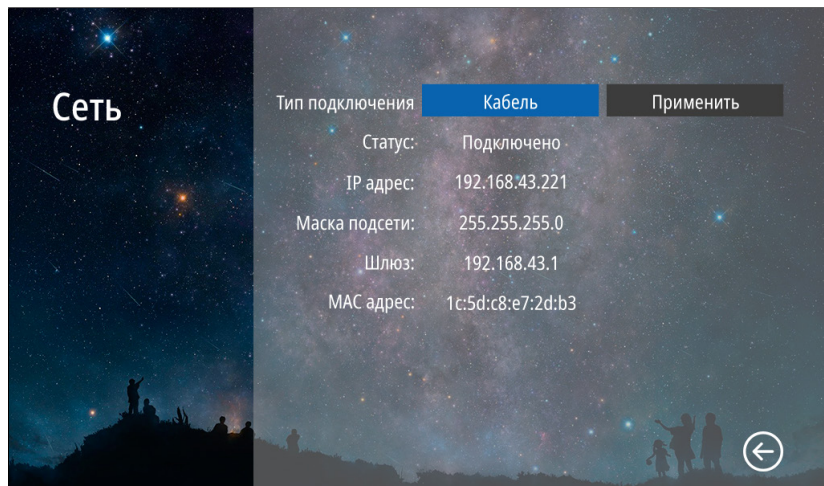 Сеть
Тип подключения Кабель Применить
Статус: Подключено
IP адрес: 192.168.43.221
Маска подсети: 255.255.255.0
Шлюз: 192.168.43.1
MAC адрес: 1c:5d:c8:e7:2d:b3